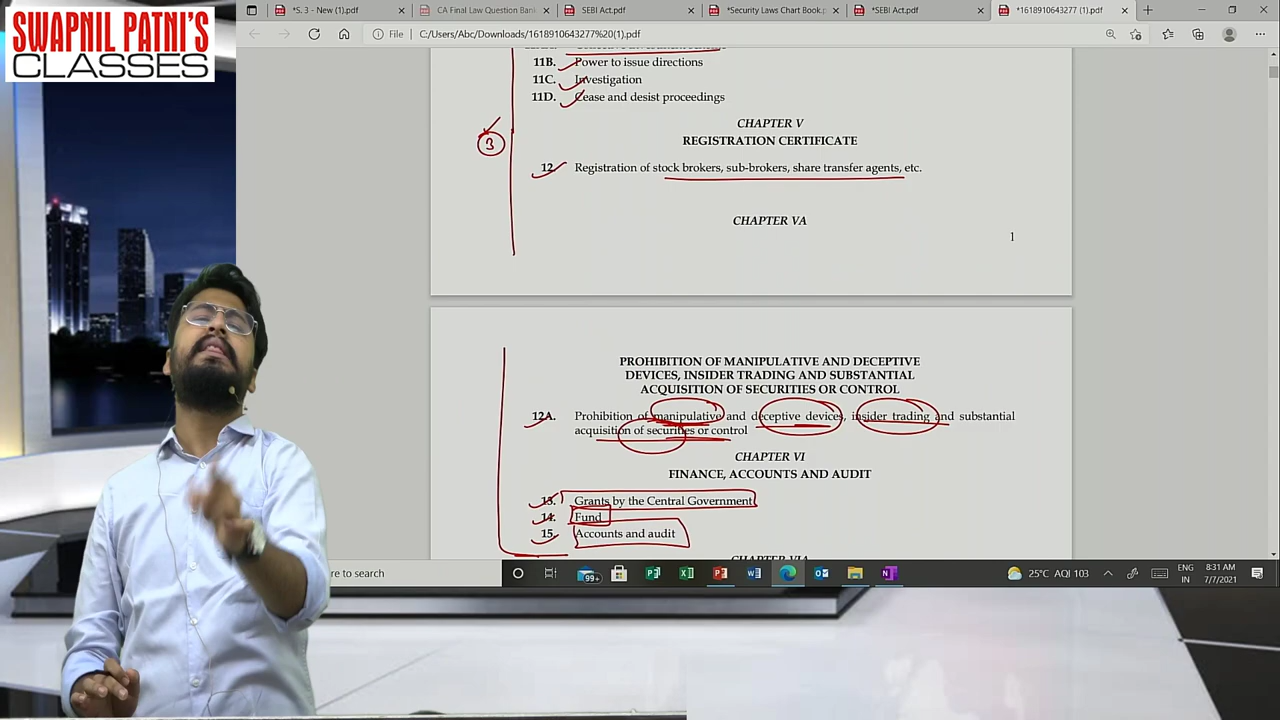 SWAPNIL PATNI'S
CLASSES
*S. 3 - New (1).pdf
CA Final Law Question Ban
SEBI Act.pdf
*Security Laws Chart Book.p
*SEBI Act.pdf
*1618910643277 (1).pdf
File
C:/Users/Abc/Downloads/1618910643277%20(1).pdf
11B. Power to issue directions
11C. Investigation
11D. Cease and desist proceedings
CHAPTER V
REGISTRATION CERTIFICATE
3
12. Registration of stock brokers, sub-brokers, share transfer agents, etc.
CHAPTER VA
1
PROHIBITION OF MANIPULATIVE AND DECEPTIVE
DEVICES, INSIDER TRADING AND SUBSTANTIAL
ACQUISITION OF SECURITIES OR CONTROL
12A. Prohibition of manipulative and deceptive devices, insider trading and substantial
acquisition of securities or control
CHAPTER VI
FINANCE, ACCOUNTS AND AUDIT
13. Grants by the Central Government
14. Fund
15. Accounts and audit
CHAPTER VIA
re to search
99+
25°C AQI 103
ENG
IN
8:31 AM
7/7/2021